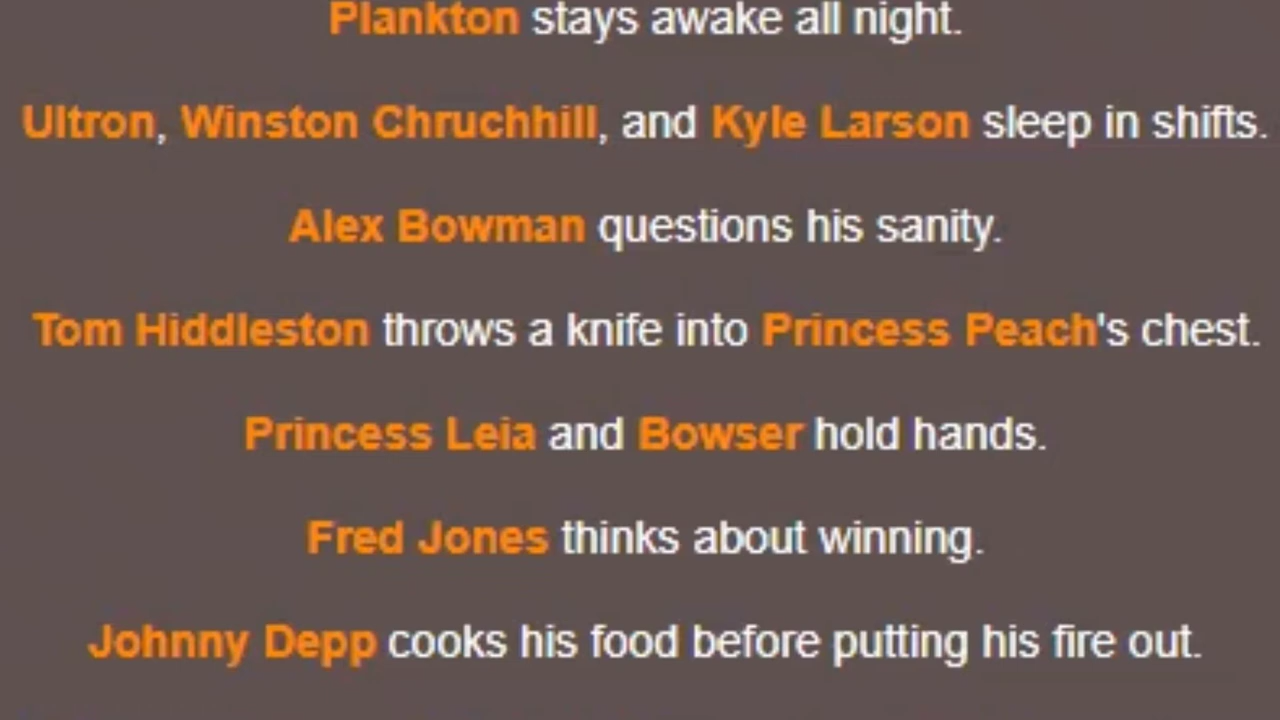 Plankton stays awake all night.
Ultron, Winston Chruchhill, and Kyle Larson sleep in shifts.
Alex Bowman questions his sanity.
Tom Hiddleston throws a knife into Princess Peach's chest.
Princess Leia and Bowser hold hands.
Fred Jones thinks about winning.
Johnny Depp cooks his food before putting his fire out.